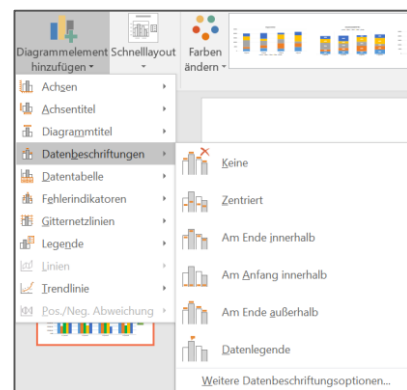 Diagrammelement hinzufügen
Schnelllayout
Farben ändern
Achsen
Achsentitel
Diagrammtitel
Datenbeschriftungen
Datentabelle
Fehlerindikatoren
Gitternetzlinien
Legende
Linien
Trendlinie
Pos./Neg. Abweichung
Keine
Zentriert
Am Ende innerhalb
Am Anfang innerhalb
Am Ende außerhalb
Datenlegende
Weitere Datenbeschriftungsoptionen...